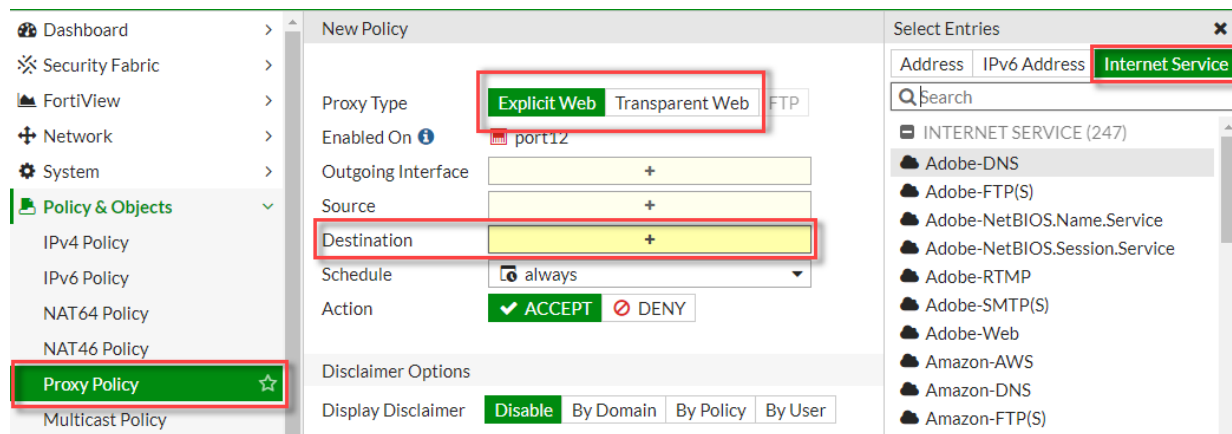 Dashboard
Security Fabric
FortiView
Network
System
Policy & Objects
IPv4 Policy
IPv6 Policy
NAT64 Policy
NAT46 Policy
Proxy Policy
Multicast Policy
New Policy
Proxy Type Explicit Web Transparent Web FTP
Enabled On port12
Outgoing Interface +
Source +
Destination +
Schedule always
Action ACCEPT DENY
Disclaimer Options
Display Disclaimer Disable By Domain By Policy By User
Select Entries
Address IPv6 Address Internet Service
Search
INTERNET SERVICE (247)
Adobe-DNS
Adobe-FTP(S)
Adobe-NetBIOS.Name.Service
Adobe-NetBIOS.Session.Service
Adobe-RTMP
Adobe-SMTP(S)
Adobe-Web
Amazon-AWS
Amazon-DNS
Amazon-FTP(S)